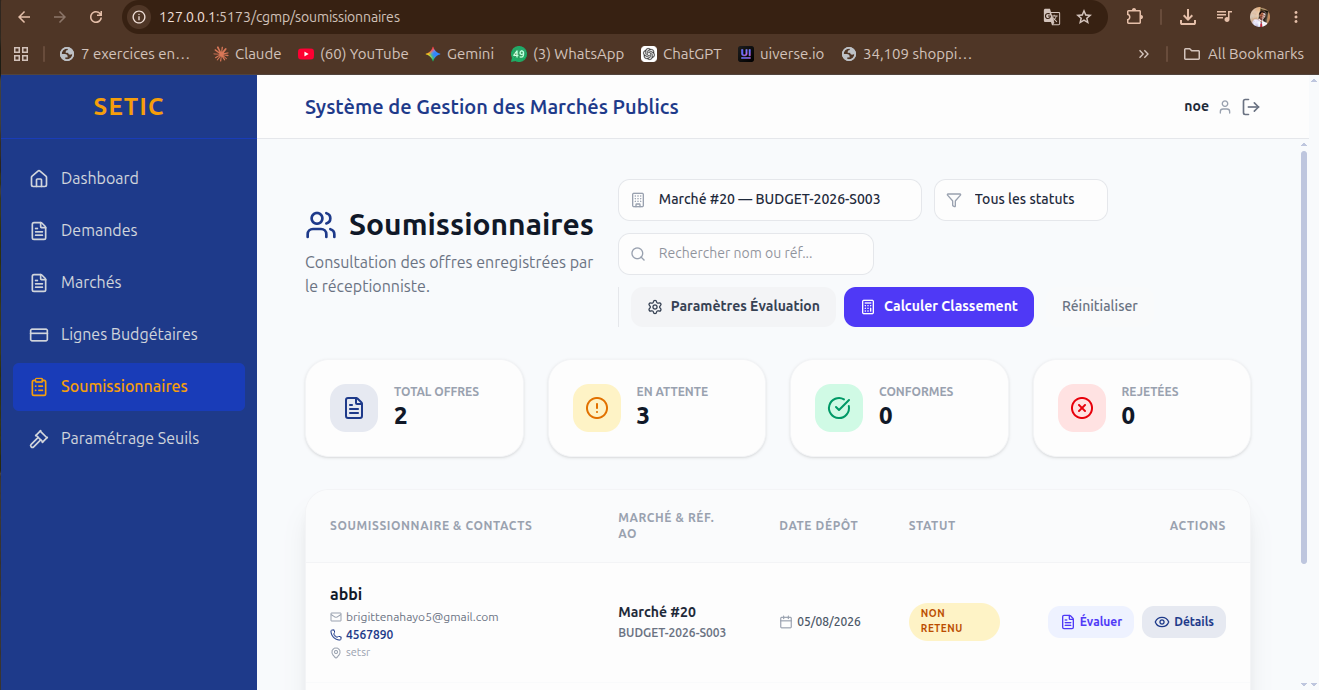 127.0.0.1:5173/cgmp/soumissionnaires
7 exercices en…
Claude
(60) YouTube
Gemini
49
(3) WhatsApp
ChatGPT
UI
uiverse.io
34,109 shoppi…
»
All Bookmarks
SETIC
Système de Gestion des Marchés Publics
noe
Dashboard
Demandes
Marchés
Lignes Budgétaires
Soumissionnaires
Paramétrage Seuils
Soumissionnaires
Consultation des offres enregistrées par
le réceptionniste.
Marché #20 — BUDGET-2026-S003
Tous les statuts
Rechercher nom ou réf...
Paramètres Évaluation
Calculer Classement
Réinitialiser
TOTAL OFFRES
2
EN ATTENTE
3
CONFORMES
0
REJETÉES
0
SOUMISSIONNAIRE & CONTACTS
MARCHÉ & RÉF.
AO
DATE DÉPÔT
STATUT
ACTIONS
abbi
brigittenahayo5@gmail.com
4567890
setsr
Marché #20
BUDGET-2026-S003
05/08/2026
NON
RETENU
Évaluer
Détails